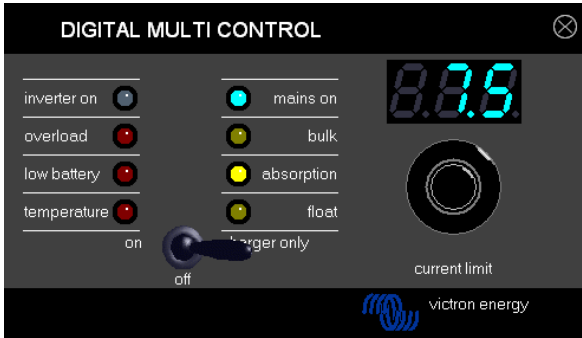 DIGITAL MULTI CONTROL
7.5
inverter on
mains on
overload
bulk
low battery
absorption
temperature
float
on
harger only
off
current limit
victron energy